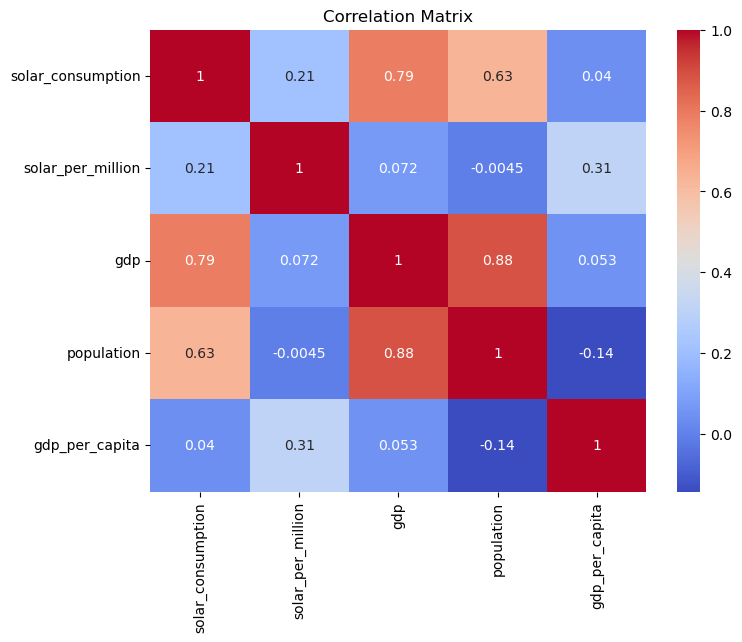 Correlation Matrix
solar_consumption 1 0.21 0.79 0.63 0.04
solar_per_million 0.21 1 0.072 -0.0045 0.31
gdp 0.79 0.072 1 0.88 0.053
population 0.63 -0.0045 0.88 1 -0.14
gdp_per_capita 0.04 0.31 0.053 -0.14 1
solar_consumption
solar_per_million
gdp
population
gdp_per_capita
1.0
0.8
0.6
0.4
0.2
0.0